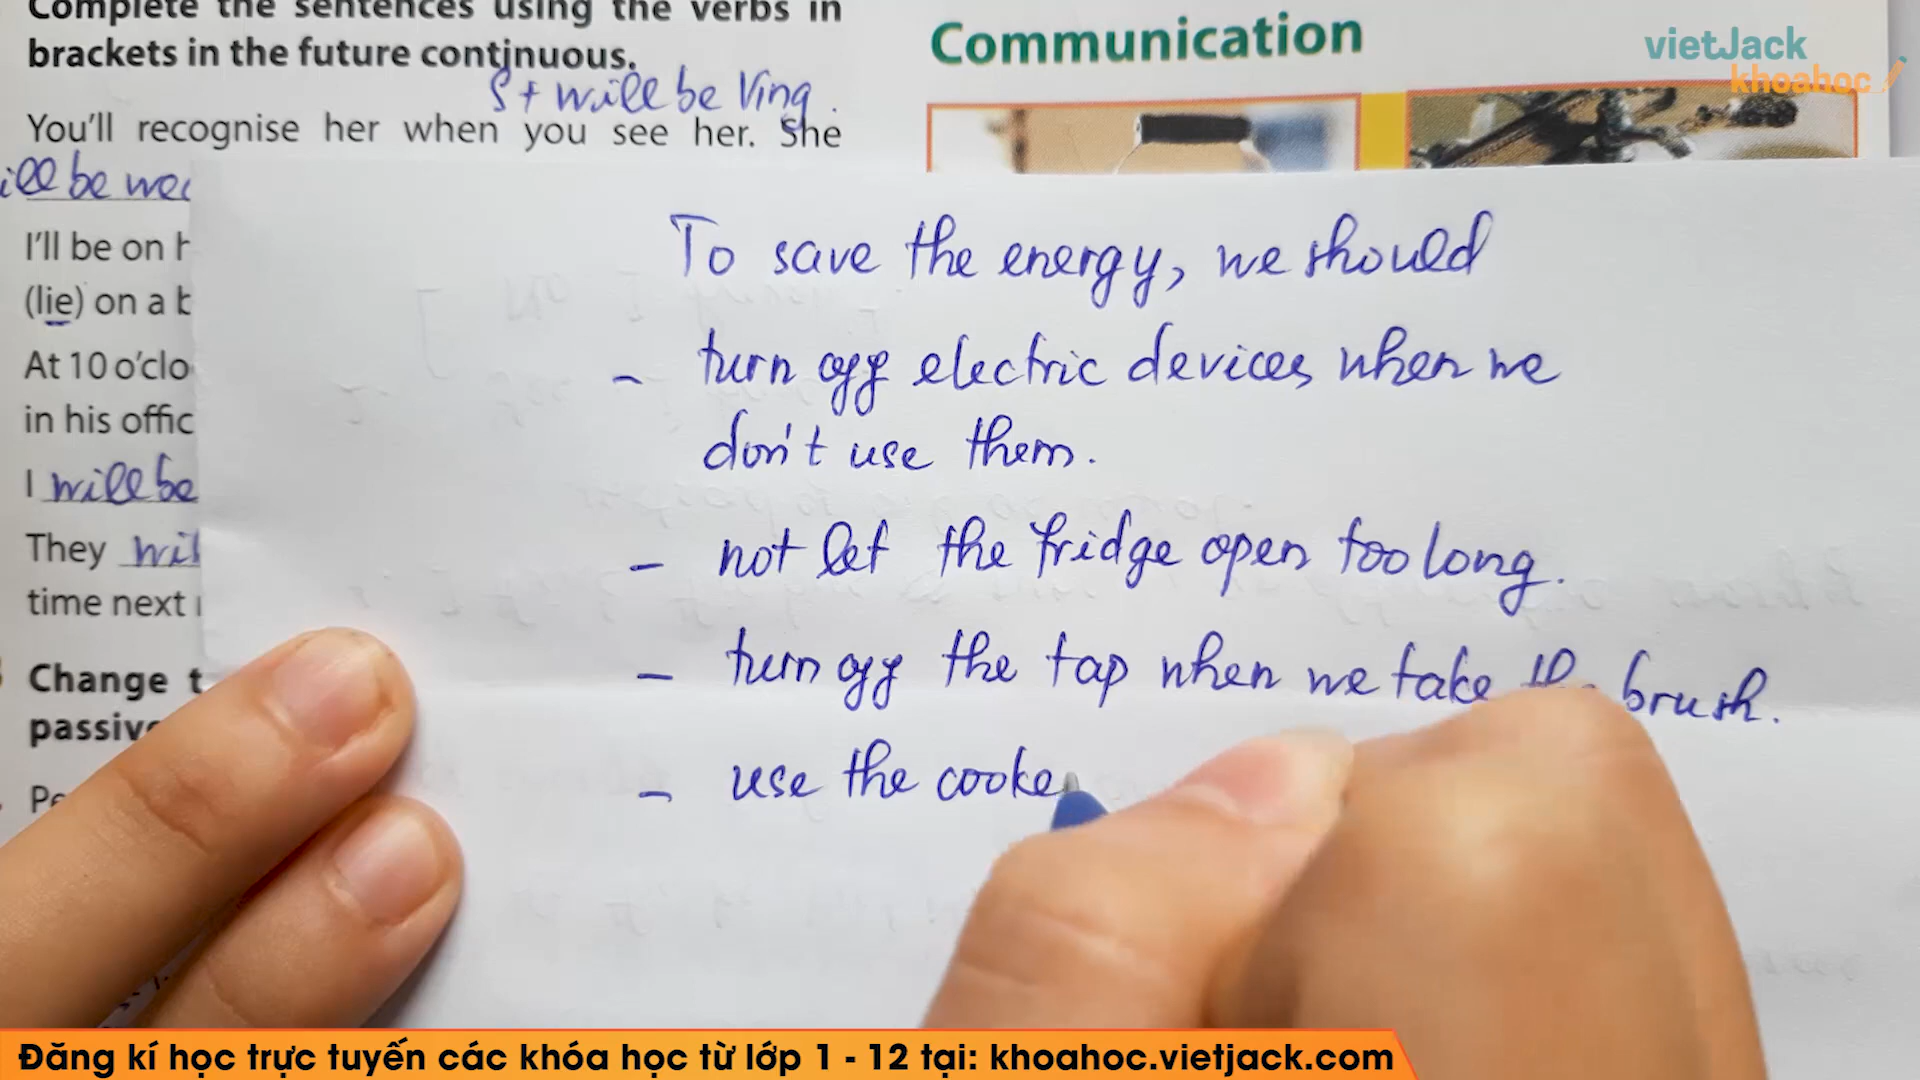 Complete the sentences using the verbs in
brackets in the future continuous.
S + will be Ving.
You'll recognise her when you see her. She
ill be wea
I'll be on h
(lie) on a b
At 10 o'clo
in his offic
I will be
They wil
time next
Change t
passive
Pe
Communication
vietJack
khoahoc
To save the energy, we should
- turn off electric devices when we
don't use them.
- not let the fridge open too long.
- turn off the tap when we take the brush.
- use the cooke
Đăng kí học trực tuyến các khóa học từ lớp 1 - 12 tại: khoahoc.vietjack.com